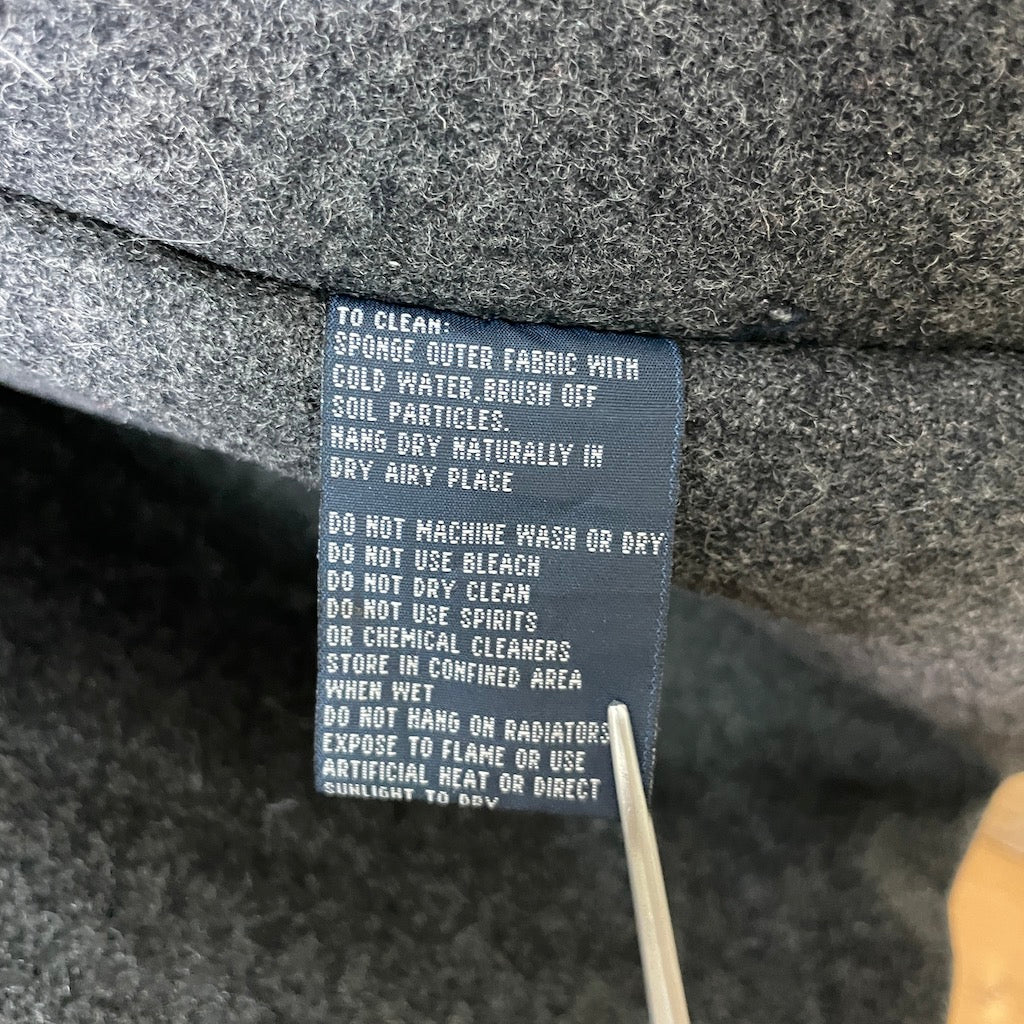 TO CLEAN:
SPONGE OUTER FABRIC WITH
COLD WATER.BRUSH OFF
SOIL PARTICLES.
HANG DRY NATURALLY IN
DRY AIRY PLACE
DO NOT MACHINE WASH OR DRY
DO NOT USE BLEACH
DO NOT DRY CLEAN
DO NOT USE SPIRITS
OR CHEMICAL CLEANERS
STORE IN CONFINED AREA
WHEN WET
DO NOT HANG ON RADIATORS
EXPOSE TO FLAME OR USE
ARTIFICIAL HEAT OR DIRECT
SUNLIGHT TO DRY